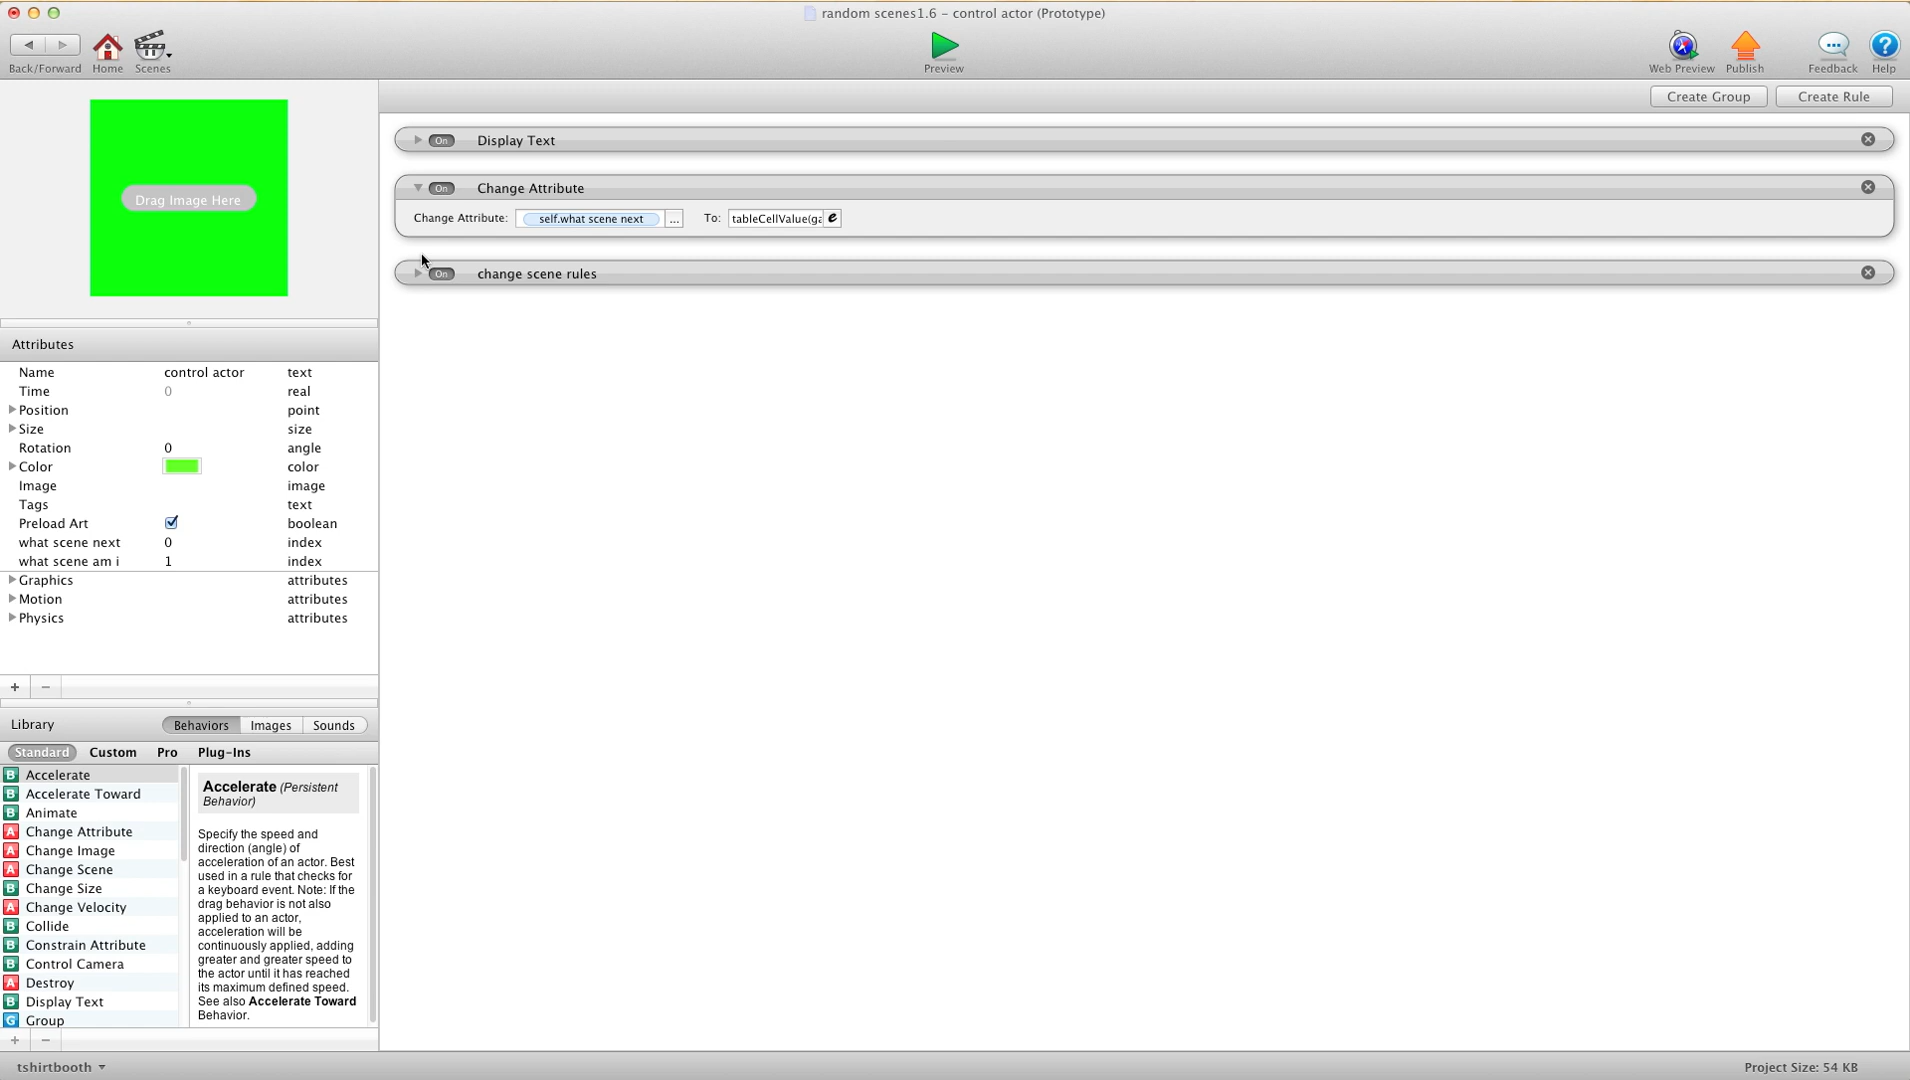 random scenes1.6 – control actor (Prototype)
Back/Forward
Home
Scenes
Preview
Web Preview
Publish
Feedback
Help
Create Group
Create Rule
Drag Image Here
On
Display Text
On
Change Attribute
Change Attribute:
self.what scene next
...
To:
tableCellValue(ga
e
On
change scene rules
Attributes
Name control actor text
Time 0 real
Position point
Size size
Rotation 0 angle
Color color
Image image
Tags text
Preload Art boolean
what scene next 0 index
what scene am i 1 index
Graphics attributes
Motion attributes
Physics attributes
+ −
Library
Behaviors
Images
Sounds
Standard
Custom
Pro
Plug-Ins
B Accelerate
B Accelerate Toward
B Animate
A Change Attribute
A Change Image
A Change Scene
B Change Size
A Change Velocity
B Collide
B Constrain Attribute
B Control Camera
A Destroy
B Display Text
G Group
Accelerate (Persistent
Behavior)
Specify the speed and
direction (angle) of
acceleration of an actor. Best
used in a rule that checks for
a keyboard event. Note: If the
drag behavior is not also
applied to an actor,
acceleration will be
continuously applied, adding
greater and greater speed to
the actor until it has reached
its maximum defined speed.
See also Accelerate Toward
Behavior.
+ −
tshirtbooth
Project Size: 54 KB